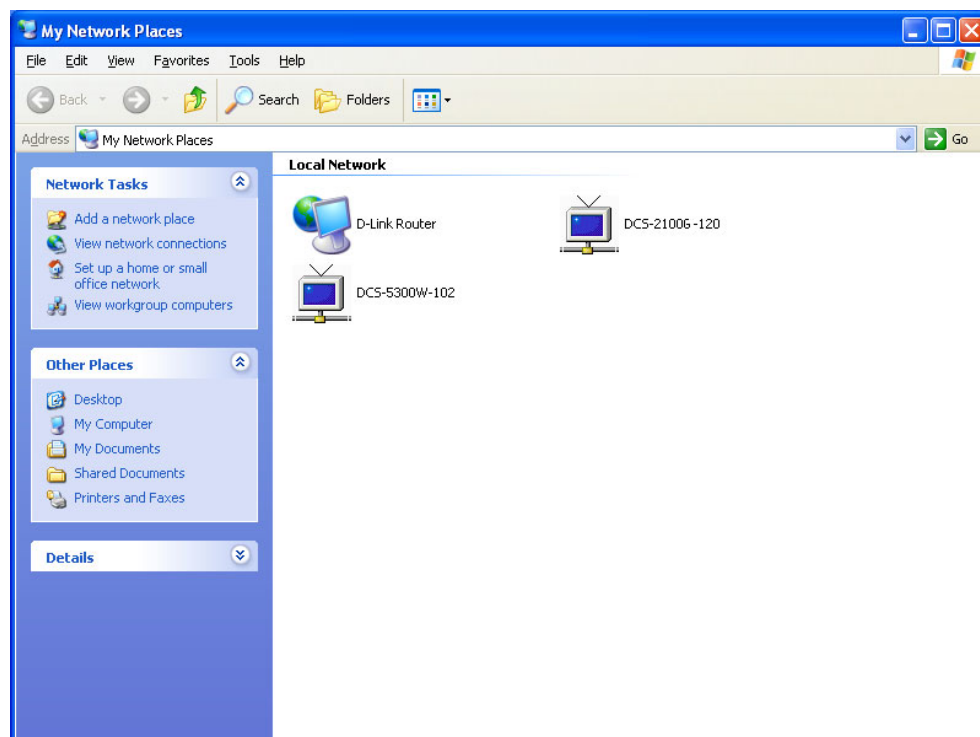 My Network Places
File Edit View Favorites Tools Help
Back Search Folders
Address My Network Places Go
Network Tasks
Add a network place
View network connections
Set up a home or small
office network
View workgroup computers
Other Places
Desktop
My Computer
My Documents
Shared Documents
Printers and Faxes
Details
Local Network
D-Link Router
DCS-2100G-120
DCS-5300W-102